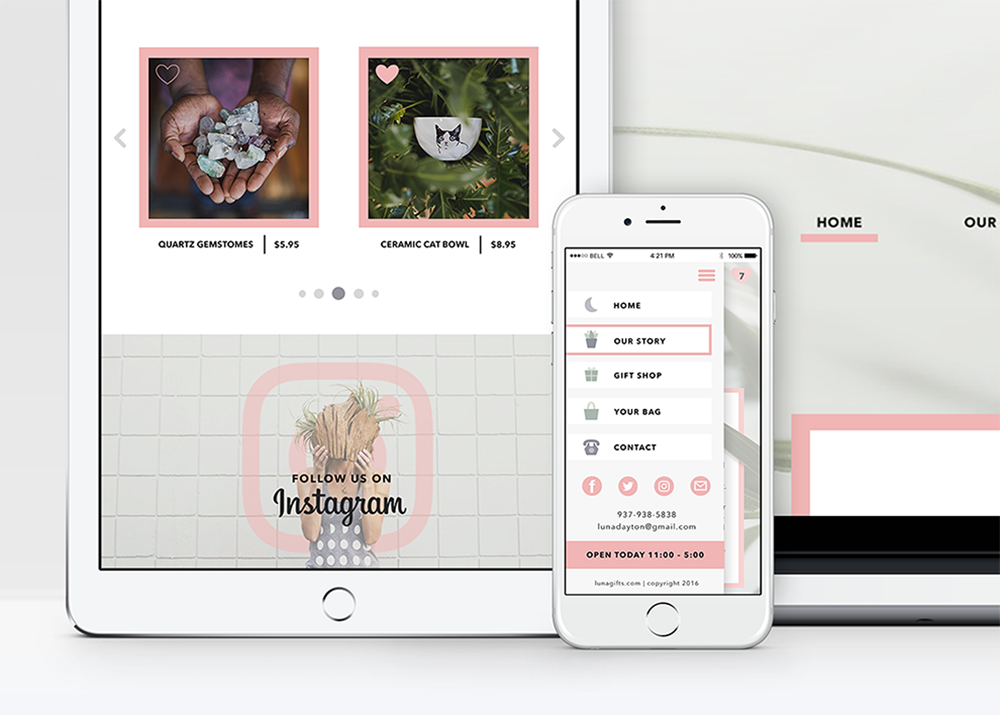 QUARTZ GEMSTOMES | $5.95
CERAMIC CAT BOWL | $8.95
FOLLOW US ON
Instagram
BELL 4:21 PM 100%
7
HOME
OUR STORY
GIFT SHOP
YOUR BAG
CONTACT
937-938-5838
lunadayton@gmail.com
OPEN TODAY 11:00 - 5:00
lunagifts.com | copyright 2016
HOME
OUR